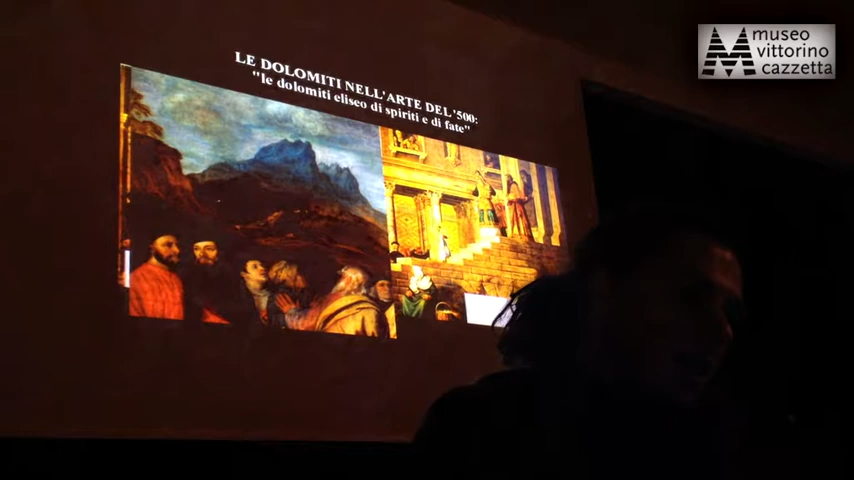 LE DOLOMITI NELL'ARTE DEL '500:
"le dolomiti eliseo di spiriti e di fate"
museo
vittorino
cazzetta